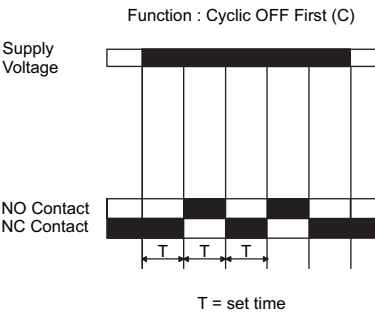 Function : Cyclic OFF First (C)
Supply
Voltage
NO Contact
NC Contact
T T T
T = set time